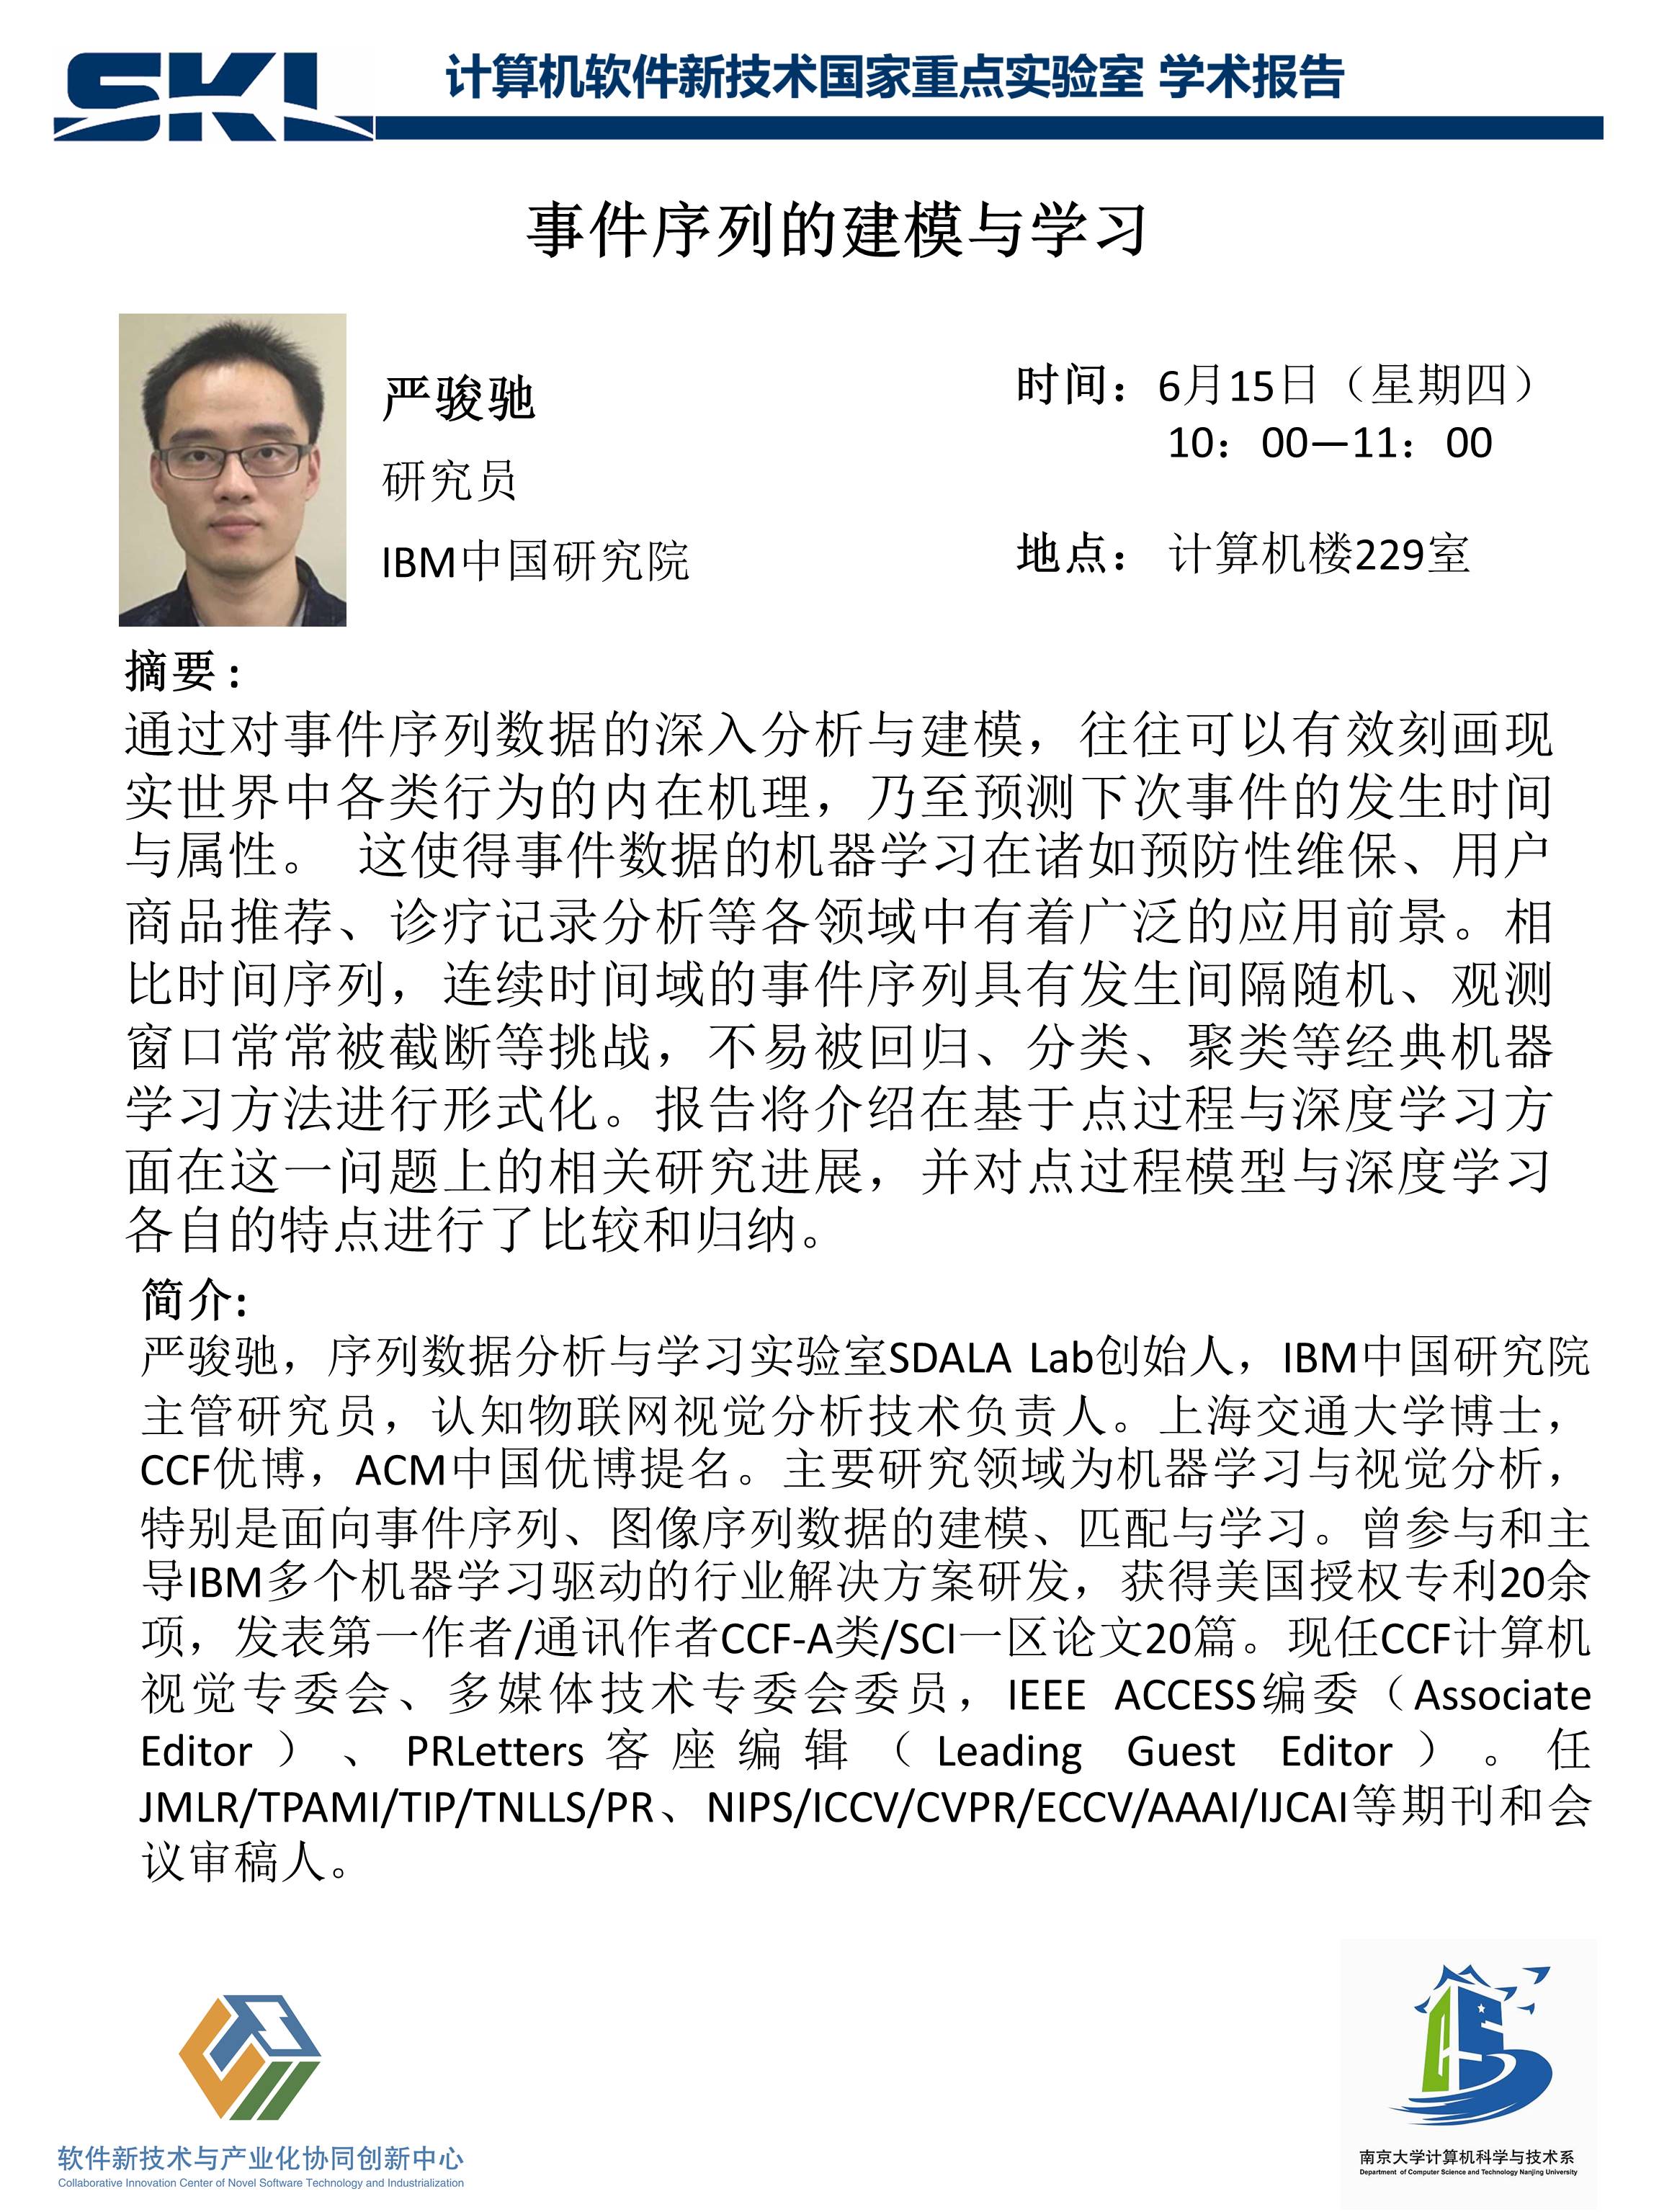 SKL
计算机软件新技术国家重点实验室 学术报告
事件序列的建模与学习
严骏驰
研究员
IBM中国研究院
时间：6月15日（星期四）
10：00—11：00
地点： 计算机楼229室
摘要：
通过对事件序列数据的深入分析与建模，往往可以有效刻画现
实世界中各类行为的内在机理，乃至预测下次事件的发生时间
与属性。 这使得事件数据的机器学习在诸如预防性维保、用户
商品推荐、诊疗记录分析等各领域中有着广泛的应用前景。相
比时间序列，连续时间域的事件序列具有发生间隔随机、观测
窗口常常被截断等挑战，不易被回归、分类、聚类等经典机器
学习方法进行形式化。报告将介绍在基于点过程与深度学习方
面在这一问题上的相关研究进展，并对点过程模型与深度学习
各自的特点进行了比较和归纳。
简介:
严骏驰，序列数据分析与学习实验室SDALA Lab创始人，IBM中国研究院
主管研究员，认知物联网视觉分析技术负责人。上海交通大学博士，
CCF优博，ACM中国优博提名。主要研究领域为机器学习与视觉分析，
特别是面向事件序列、图像序列数据的建模、匹配与学习。曾参与和主
导IBM多个机器学习驱动的行业解决方案研发，获得美国授权专利20余
项，发表第一作者/通讯作者CCF-A类/SCI一区论文20篇。现任CCF计算机
视觉专委会、多媒体技术专委会委员，IEEE ACCESS编委（Associate
Editor）、PRLetters客座编辑（Leading Guest Editor）。任
JMLR/TPAMI/TIP/TNLLS/PR、NIPS/ICCV/CVPR/ECCV/AAAI/IJCAI等期刊和会
议审稿人。
软件新技术与产业化协同创新中心
Collaborative Innovation Center of Novel Software Technology and Industrialization
南京大学计算机科学与技术系
Department of Computer Science and Technology Nanjing University